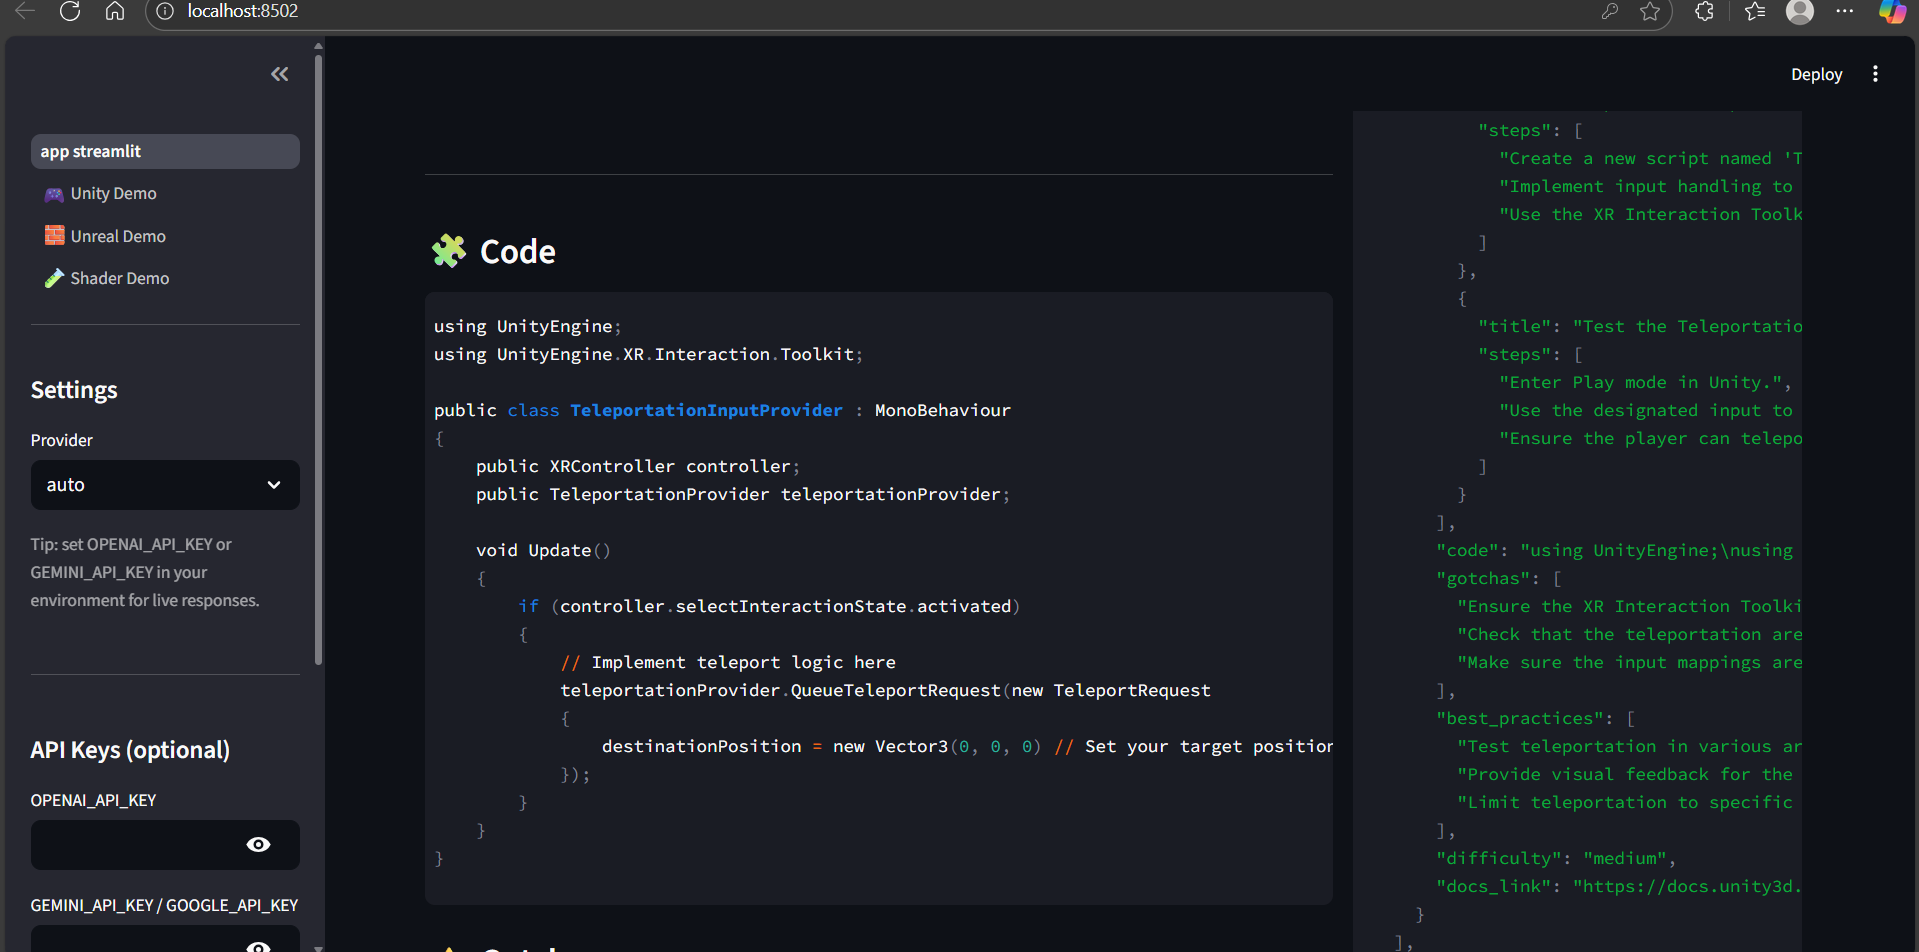 localhost:8502
Deploy
app streamlit
Unity Demo
Unreal Demo
Shader Demo
Settings
Provider
auto
Tip: set OPENAI_API_KEY or
GEMINI_API_KEY in your
environment for live responses.
API Keys (optional)
OPENAI_API_KEY
GEMINI_API_KEY / GOOGLE_API_KEY
Code
using UnityEngine;
using UnityEngine.XR.Interaction.Toolkit;
public class TeleportationInputProvider : MonoBehaviour
{
public XRController controller;
public TeleportationProvider teleportationProvider;
void Update()
{
if (controller.selectInteractionState.activated)
{
// Implement teleport logic here
teleportationProvider.QueueTeleportRequest(new TeleportRequest
{
destinationPosition = new Vector3(0, 0, 0) // Set your target position
});
}
}
}
"steps": [
"Create a new script named 'T
"Implement input handling to
"Use the XR Interaction Toolk
]
},
{
"title": "Test the Teleportatio
"steps": [
"Enter Play mode in Unity.",
"Use the designated input to
"Ensure the player can telepo
]
}
],
"code": "using UnityEngine;\nusing
"gotchas": [
"Ensure the XR Interaction Toolki
"Check that the teleportation are
"Make sure the input mappings are
],
"best_practices": [
"Test teleportation in various ar
"Provide visual feedback for the
"Limit teleportation to specific
],
"difficulty": "medium",
"docs_link": "https://docs.unity3d.
}
],